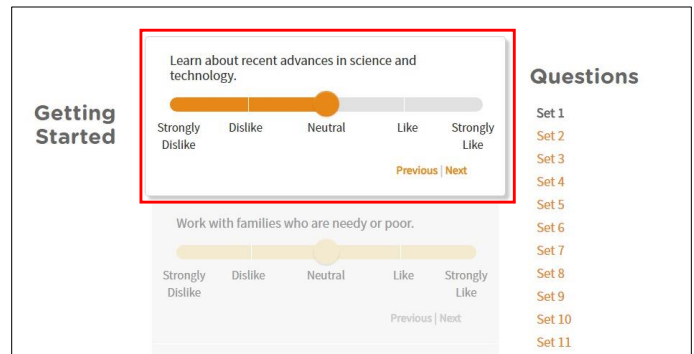 Getting
Started
Learn about recent advances in science and
technology.
Strongly
Dislike
Dislike
Neutral
Like
Strongly
Like
Previous | Next
Work with families who are needy or poor.
Strongly
Dislike
Dislike
Neutral
Like
Strongly
Like
Previous | Next
Questions
Set 1
Set 2
Set 3
Set 4
Set 5
Set 6
Set 7
Set 8
Set 9
Set 10
Set 11